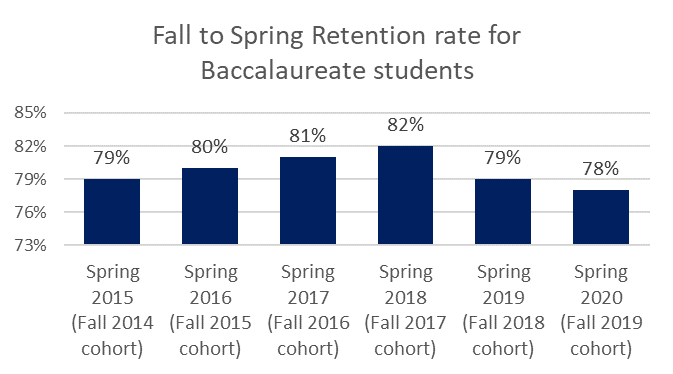 Fall to Spring Retention rate for
Baccalaureate students
85%
82%
79%
76%
73%
79%
80%
81%
82%
79%
78%
Spring
2015
(Fall 2014
cohort)
Spring
2016
(Fall 2015
cohort)
Spring
2017
(Fall 2016
cohort)
Spring
2018
(Fall 2017
cohort)
Spring
2019
(Fall 2018
cohort)
Spring
2020
(Fall 2019
cohort)